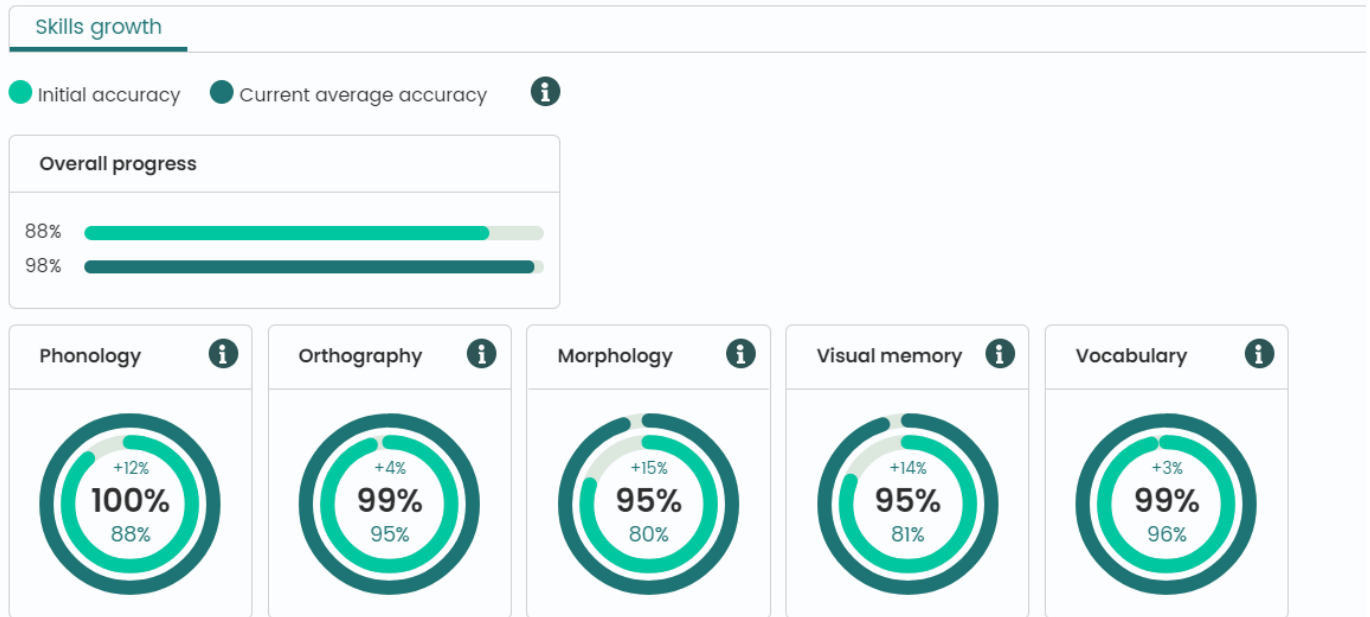 Skills growth
Initial accuracy
Current average accuracy
Overall progress
88%
98%
Phonology
+12%
100%
88%
Orthography
+4%
99%
95%
Morphology
+15%
95%
80%
Visual memory
+14%
95%
81%
Vocabulary
+3%
99%
96%